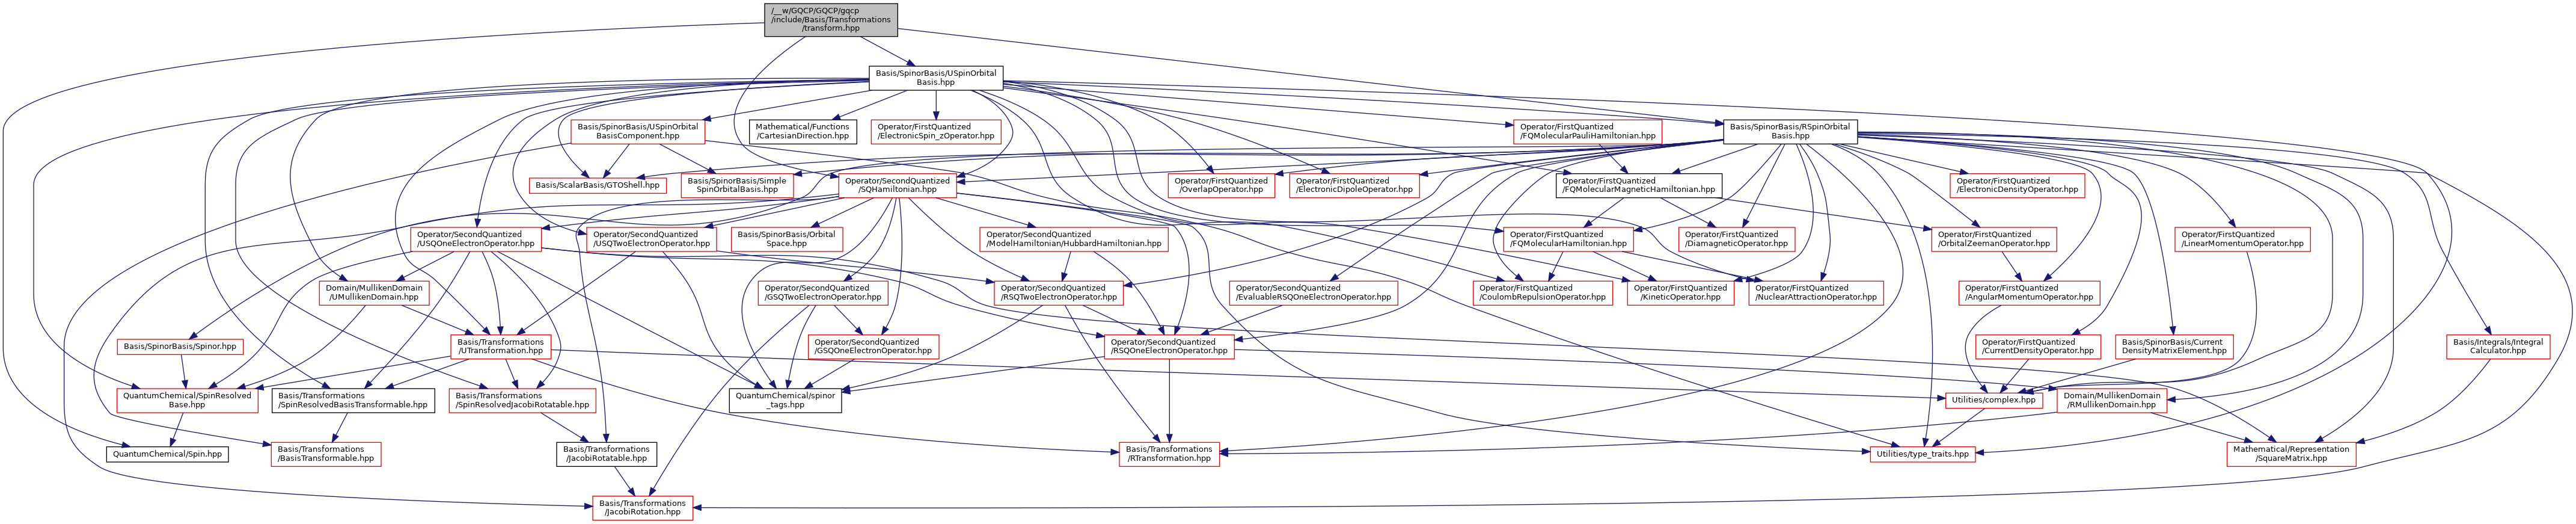 /__w/GQCP/GQCP/gqcp
/include/Basis/Transformations
/transform.hpp
Basis/SpinorBasis/USpinOrbital
Basis.hpp
Basis/SpinorBasis/USpinOrbital
BasisComponent.hpp
Mathematical/Functions
/CartesianDirection.hpp
Operator/FirstQuantized
/ElectronicSpin_zOperator.hpp
Operator/FirstQuantized
/FQMolecularPauliHamiltonian.hpp
Basis/SpinorBasis/RSpinOrbital
Basis.hpp
Basis/ScalarBasis/GTOShell.hpp
Basis/SpinorBasis/Simple
SpinOrbitalBasis.hpp
Operator/SecondQuantized
/SQHamiltonian.hpp
Operator/FirstQuantized
/OverlapOperator.hpp
Operator/FirstQuantized
/ElectronicDipoleOperator.hpp
Operator/FirstQuantized
/FQMolecularMagneticHamiltonian.hpp
Operator/FirstQuantized
/ElectronicDensityOperator.hpp
Operator/SecondQuantized
/USQOneElectronOperator.hpp
Operator/SecondQuantized
/USQTwoElectronOperator.hpp
Basis/SpinorBasis/Orbital
Space.hpp
Operator/SecondQuantized
/ModelHamiltonian/HubbardHamiltonian.hpp
Operator/FirstQuantized
/FQMolecularHamiltonian.hpp
Operator/FirstQuantized
/DiamagneticOperator.hpp
Operator/FirstQuantized
/OrbitalZeemanOperator.hpp
Operator/FirstQuantized
/LinearMomentumOperator.hpp
Domain/MullikenDomain
/UMullikenDomain.hpp
Operator/SecondQuantized
/GSQTwoElectronOperator.hpp
Operator/SecondQuantized
/RSQTwoElectronOperator.hpp
Operator/SecondQuantized
/EvaluableRSQOneElectronOperator.hpp
Operator/FirstQuantized
/CoulombRepulsionOperator.hpp
Operator/FirstQuantized
/KineticOperator.hpp
Operator/FirstQuantized
/NuclearAttractionOperator.hpp
Operator/FirstQuantized
/AngularMomentumOperator.hpp
Basis/SpinorBasis/Spinor.hpp
Basis/Transformations
/UTransformation.hpp
Operator/SecondQuantized
/GSQOneElectronOperator.hpp
Operator/SecondQuantized
/RSQOneElectronOperator.hpp
Operator/FirstQuantized
/CurrentDensityOperator.hpp
Basis/SpinorBasis/Current
DensityMatrixElement.hpp
Basis/Integrals/Integral
Calculator.hpp
QuantumChemical/SpinResolved
Base.hpp
Basis/Transformations
/SpinResolvedBasisTransformable.hpp
Basis/Transformations
/SpinResolvedJacobiRotatable.hpp
QuantumChemical/spinor
_tags.hpp
Utilities/complex.hpp
Domain/MullikenDomain
/RMullikenDomain.hpp
QuantumChemical/Spin.hpp
Basis/Transformations
/BasisTransformable.hpp
Basis/Transformations
/JacobiRotatable.hpp
Basis/Transformations
/RTransformation.hpp
Utilities/type_traits.hpp
Mathematical/Representation
/SquareMatrix.hpp
Basis/Transformations
/JacobiRotation.hpp